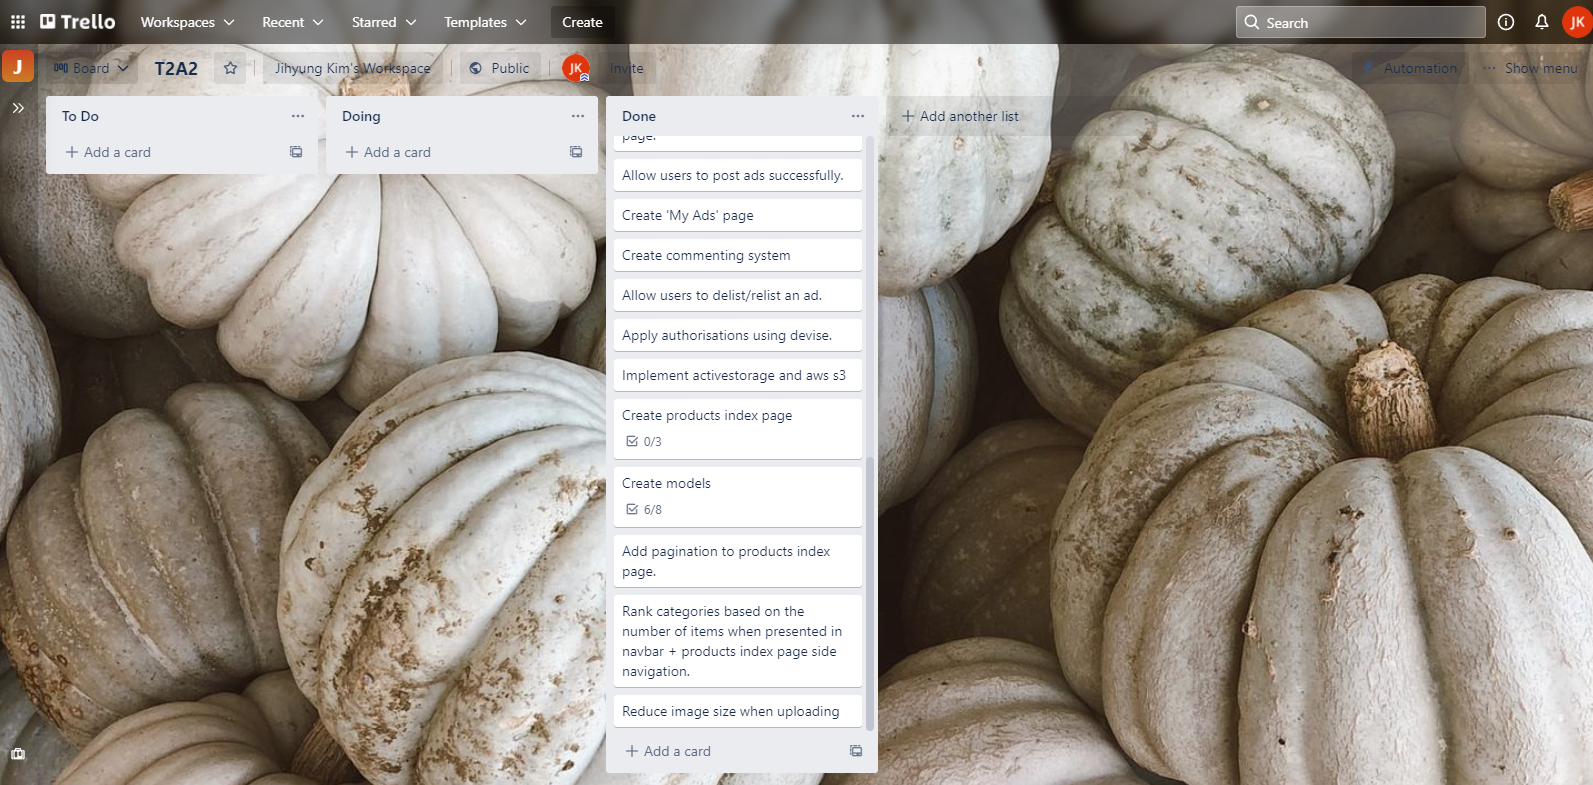 Trello Workspaces Recent Starred Templates Create Search JK
J Board T2A2 Jihyung Kim's Workspace Public JK Invite Automation Show menu
To Do
Add a card
Doing
Add a card
Done
page.
Allow users to post ads successfully.
Create 'My Ads' page
Create commenting system
Allow users to delist/relist an ad.
Apply authorisations using devise.
Implement activestorage and aws s3
Create products index page
0/3
Create models
6/8
Add pagination to products index
page.
Rank categories based on the
number of items when presented in
navbar + products index page side
navigation.
Reduce image size when uploading
Add a card
Add another list